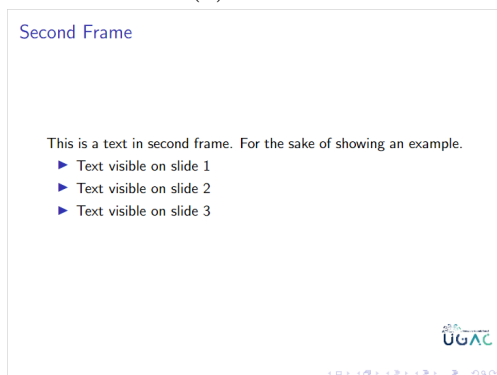 Second Frame
This is a text in second frame. For the sake of showing an example.
Text visible on slide 1
Text visible on slide 2
Text visible on slide 3
UGAC